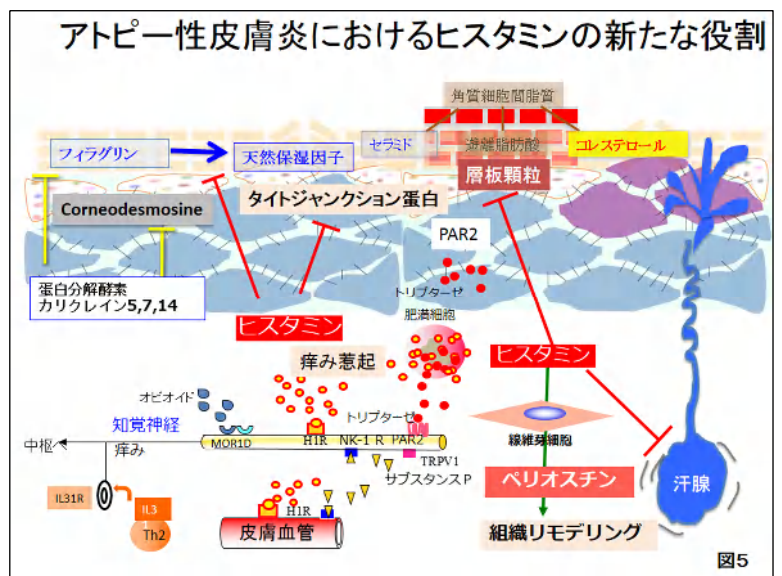 アトピー性皮膚炎におけるヒスタミンの新たな役割
角質細胞間脂質
セラミド
遊離脂肪酸
コレステロール
フィラグリン
天然保湿因子
層板顆粒
Corneodesmosine
タイトジャンクション蛋白
PAR2
トリプターゼ
肥満細胞
蛋白分解酵素
カリクレイン5,7,14
ヒスタミン
ヒスタミン
痒み惹起
オピオイド
トリプターゼ
線維芽細胞
知覚神経
中枢
痒み
MOR1D
H1R
NK-1 R
PAR2
TRPV1
サブスタンスP
ペリオスチン
汗腺
IL31R
IL3
Th2
H1R
皮膚血管
組織リモデリング
図5